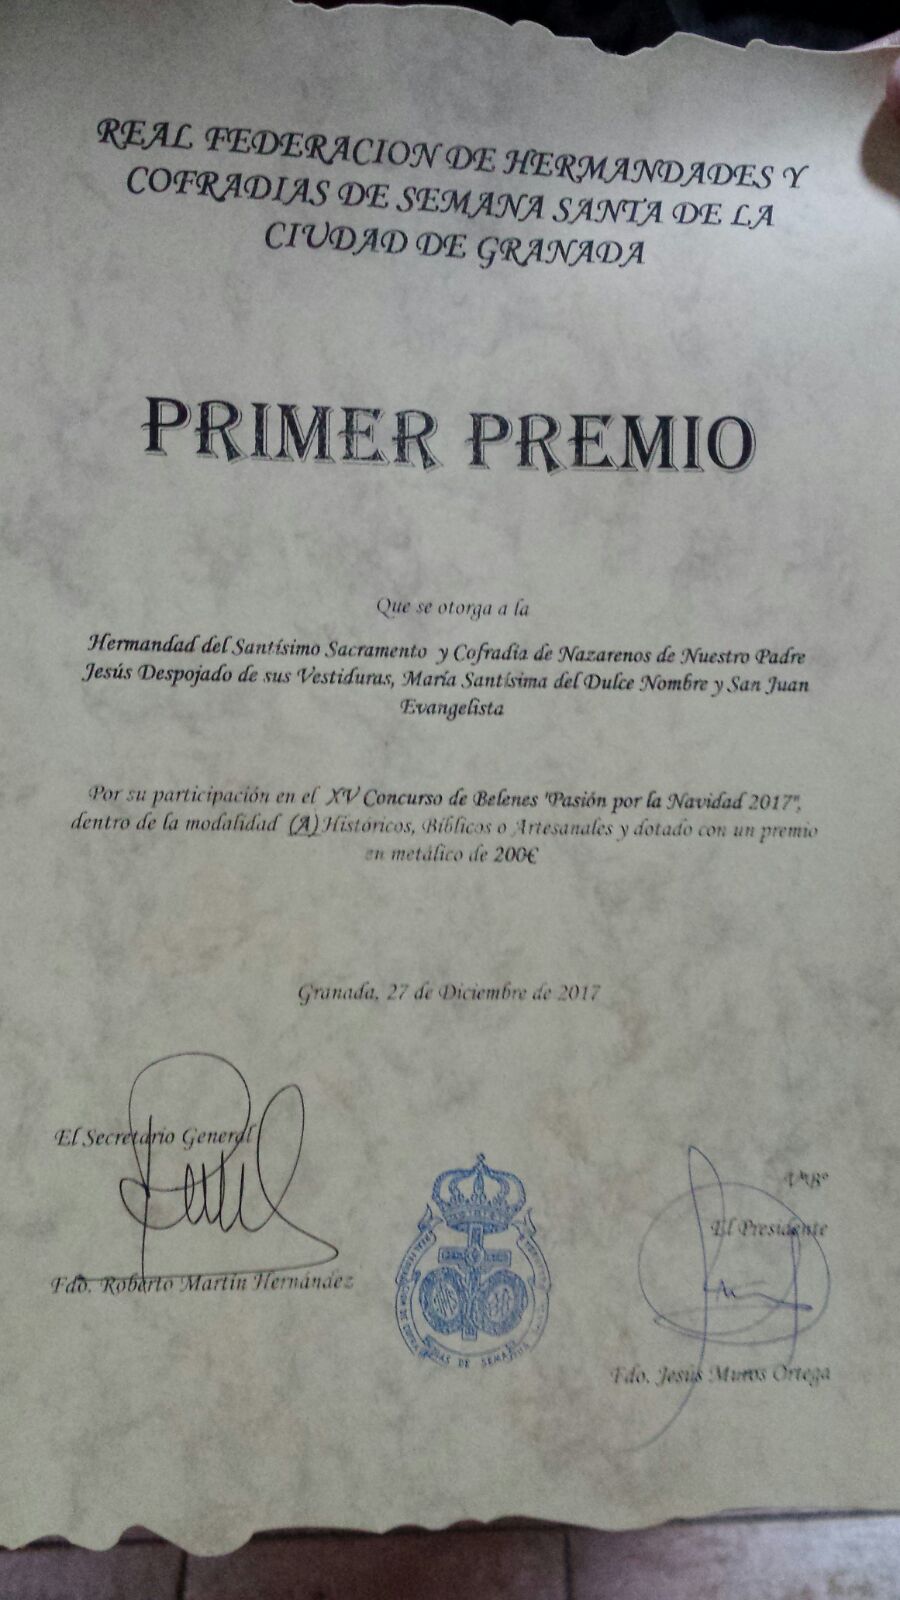 REAL FEDERACION DE HERMANDADES Y
COFRADIAS DE SEMANA SANTA DE LA
CIUDAD DE GRANADA
PRIMER PREMIO
Que se otorga a la
Hermandad del Santísimo Sacramento y Cofradia de Nazarenos de Nuestro Padre
Jesús Despojado de sus Vestiduras, María Santísima del Dulce Nombre y San Juan
Evangelista
Por su participación en el XV Concurso de Belenes "Pasión por la Navidad 2017",
dentro de la modalidad (A) Históricos, Bíblicos o Artesanales y dotado con un premio
en metálico de 200€
Granada, 27 de Diciembre de 2017
El Secretario General
Fdo. Roberto Martín Hernández
VºBº
El Presidente
Fdo. Jesús Muros Ortega
DE SEMANA